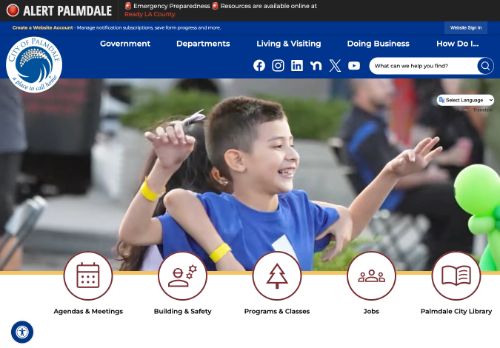 ALERT PALMDALE
🚨 Emergency Preparedness 🚨 Resources are available online at
Ready LA County.
Create a Website Account - Manage notification subscriptions, save form progress and more.
Website Sign In
CITY OF PALMDALE
a place to call home
Government
Departments
Living & Visiting
Doing Business
How Do I...
What can we help you find?
Select Language
Agendas & Meetings
Building & Safety
Programs & Classes
Jobs
Palmdale City Library